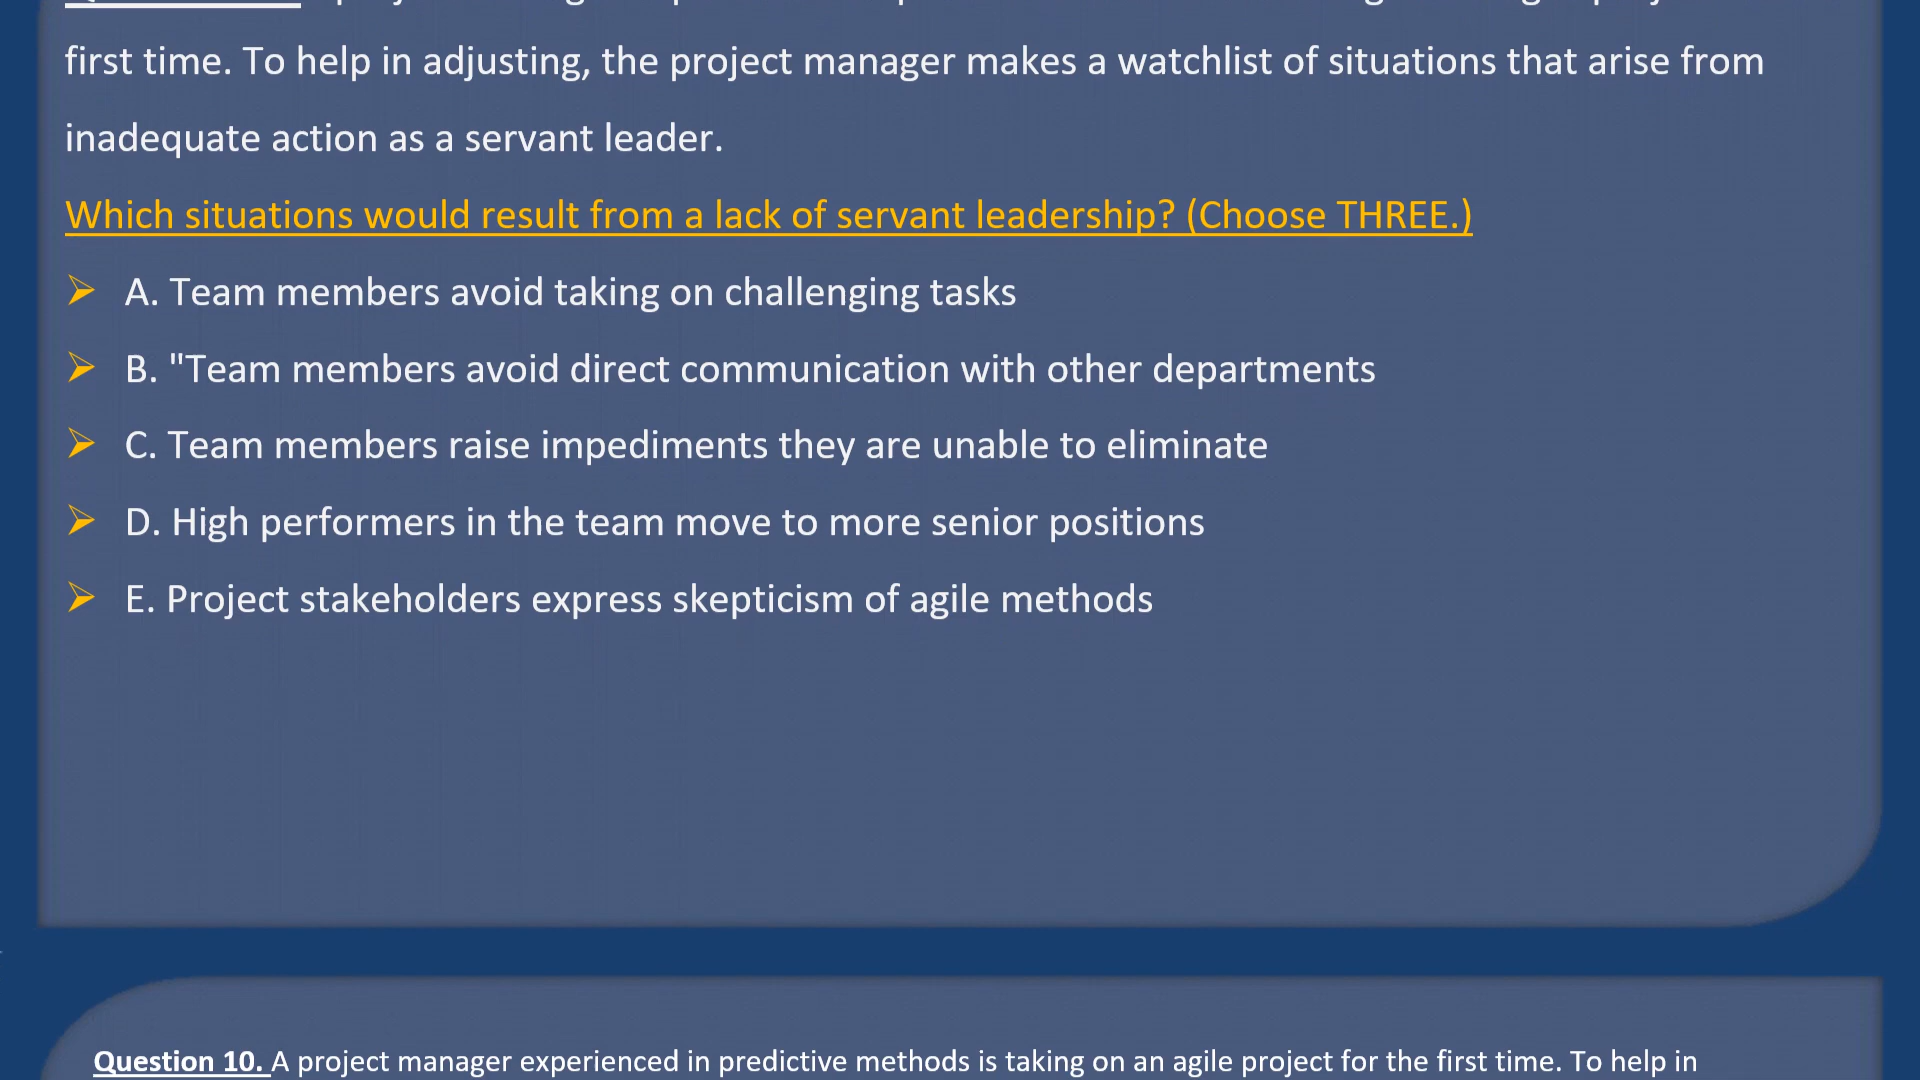 first time. To help in adjusting, the project manager makes a watchlist of situations that arise from
inadequate action as a servant leader.
Which situations would result from a lack of servant leadership? (Choose THREE.)
A. Team members avoid taking on challenging tasks
B. "Team members avoid direct communication with other departments
C. Team members raise impediments they are unable to eliminate
D. High performers in the team move to more senior positions
E. Project stakeholders express skepticism of agile methods
Question 10. A project manager experienced in predictive methods is taking on an agile project for the first time. To help in